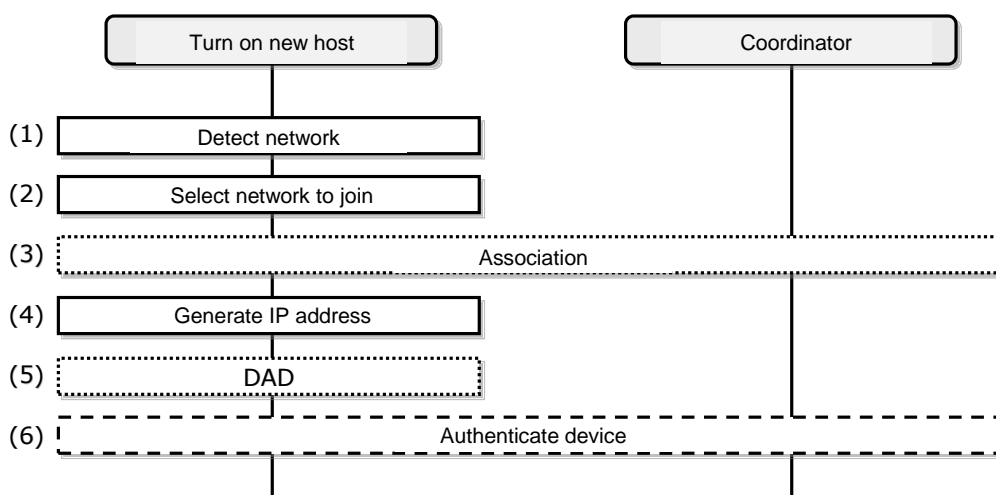 Turn on new host
Coordinator
(1) Detect network
(2) Select network to join
(3) Association
(4) Generate IP address
(5) DAD
(6) Authenticate device